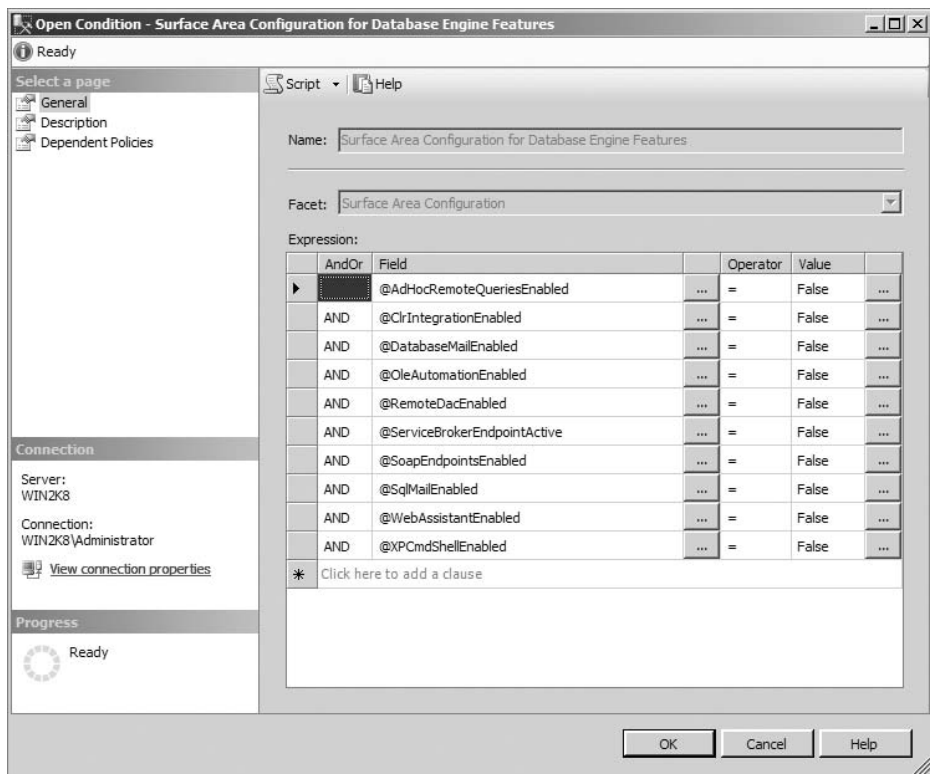 Open Condition - Surface Area Configuration for Database Engine Features
Ready
Select a page
General
Description
Dependent Policies
Script Help
Name: Surface Area Configuration for Database Engine Features
Facet: Surface Area Configuration
Expression:
AndOr Field Operator Value
@AdHocRemoteQueriesEnabled ... = False ...
AND @ClrIntegrationEnabled ... = False ...
AND @DatabaseMailEnabled ... = False ...
AND @OleAutomationEnabled ... = False ...
AND @RemoteDacEnabled ... = False ...
AND @ServiceBrokerEndpointActive ... = False ...
AND @SoapEndpointsEnabled ... = False ...
AND @SqlMailEnabled ... = False ...
AND @WebAssistantEnabled ... = False ...
AND @XPCmdShellEnabled ... = False ...
* Click here to add a clause
Connection
Server:
WIN2K8
Connection:
WIN2K8\Administrator
View connection properties
Progress
Ready
OK Cancel Help